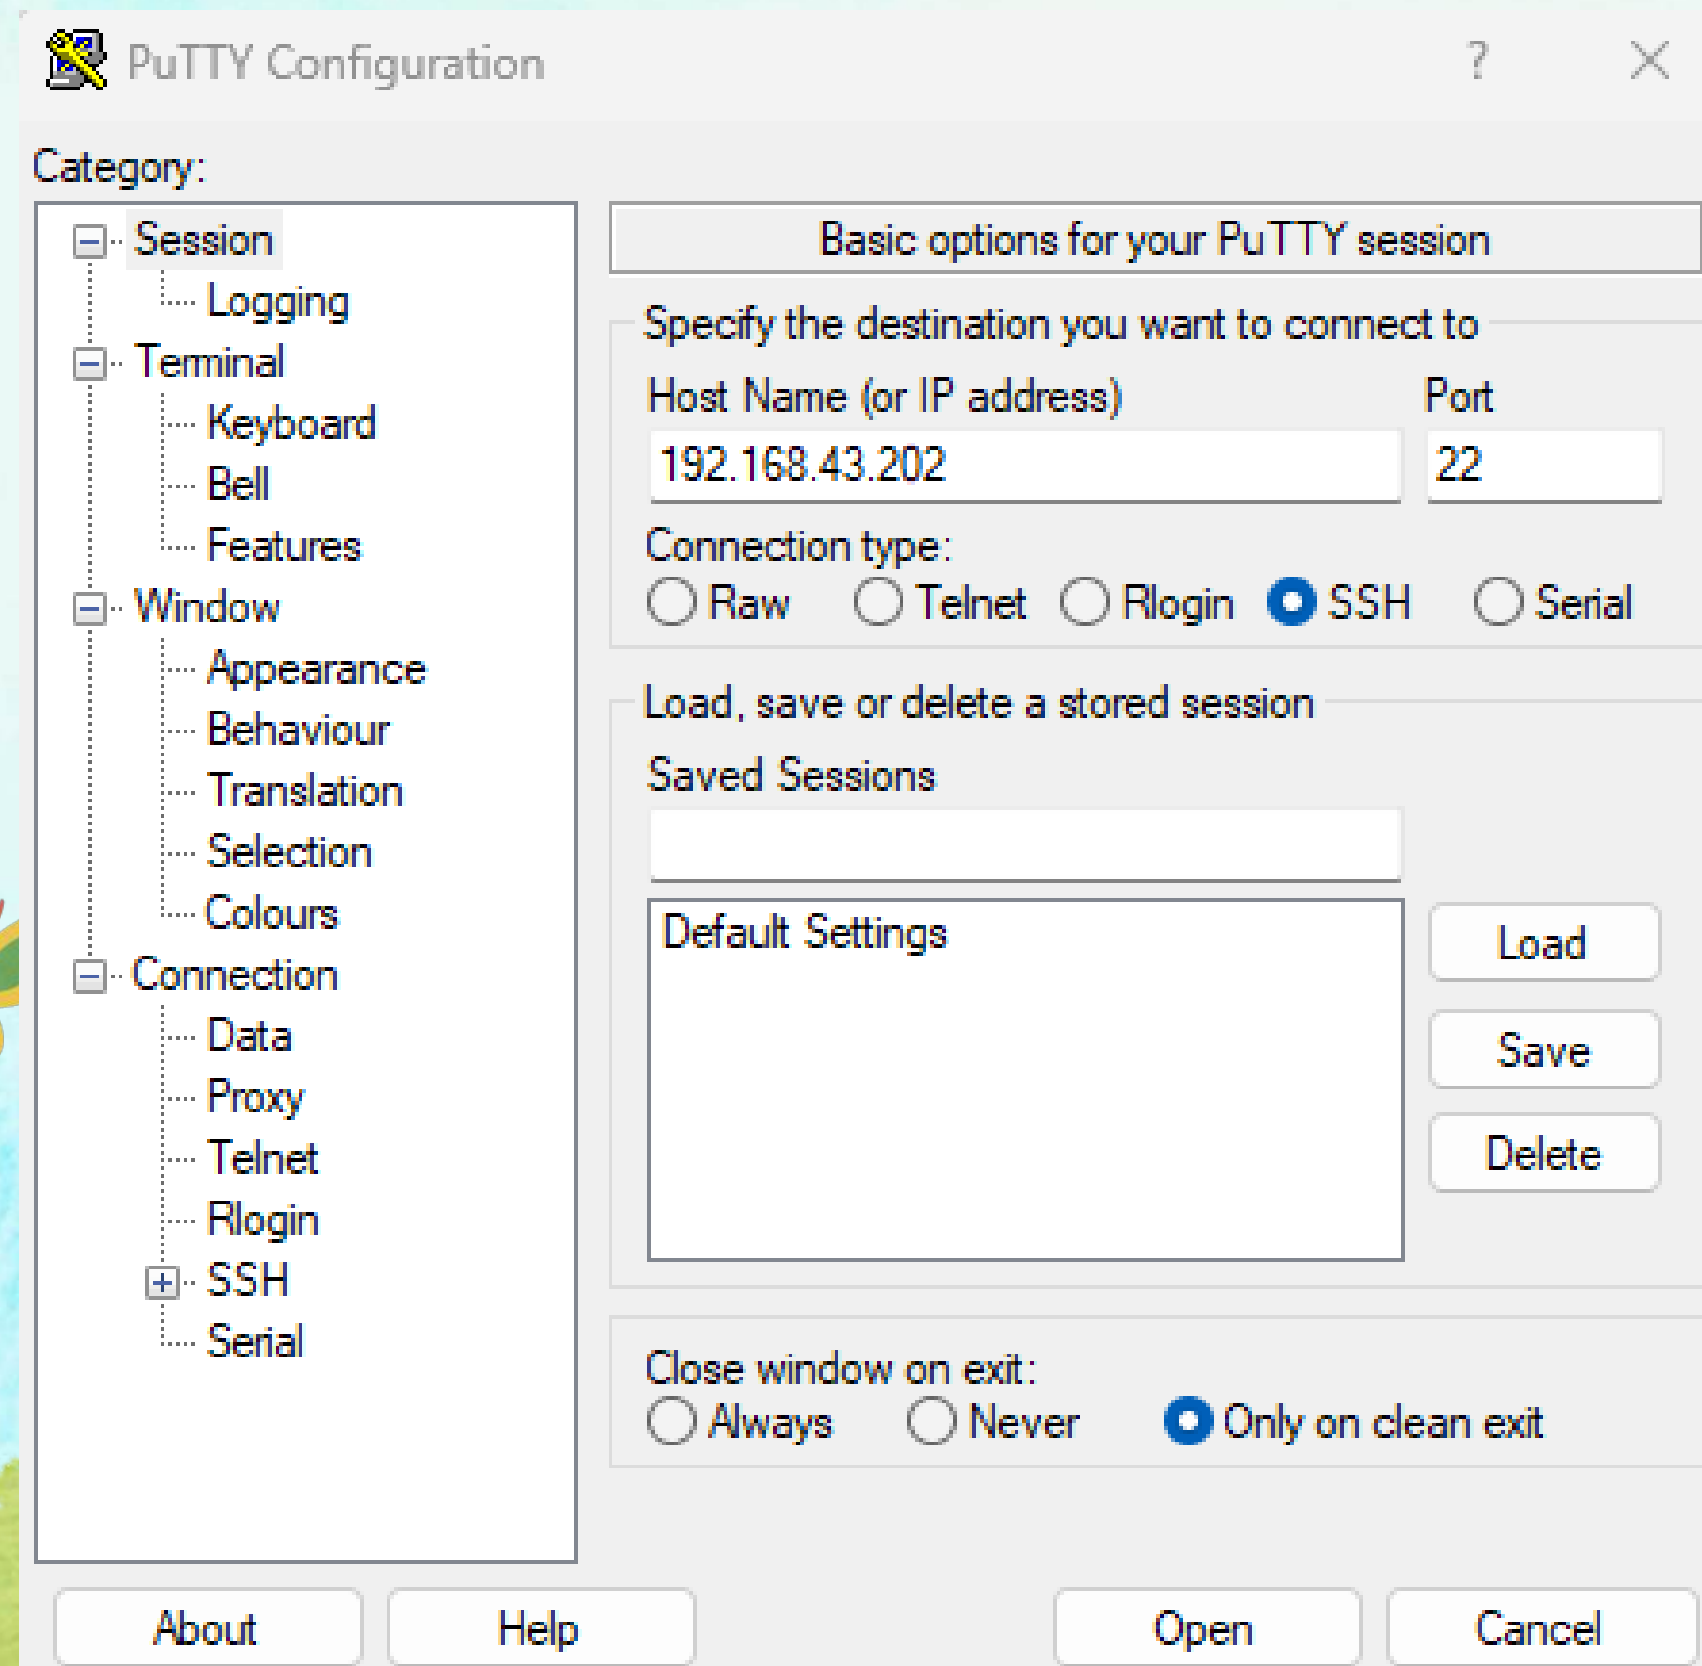 PuTTY Configuration
Category:
Session
Logging
Terminal
Keyboard
Bell
Features
Window
Appearance
Behaviour
Translation
Selection
Colours
Connection
Data
Proxy
Telnet
Rlogin
SSH
Serial
Basic options for your PuTTY session
Specify the destination you want to connect to
Host Name (or IP address) Port
192.168.43.202 22
Connection type:
Raw Telnet Rlogin SSH Serial
Load, save or delete a stored session
Saved Sessions
Default Settings
Load
Save
Delete
Close window on exit:
Always Never Only on clean exit
About Help Open Cancel